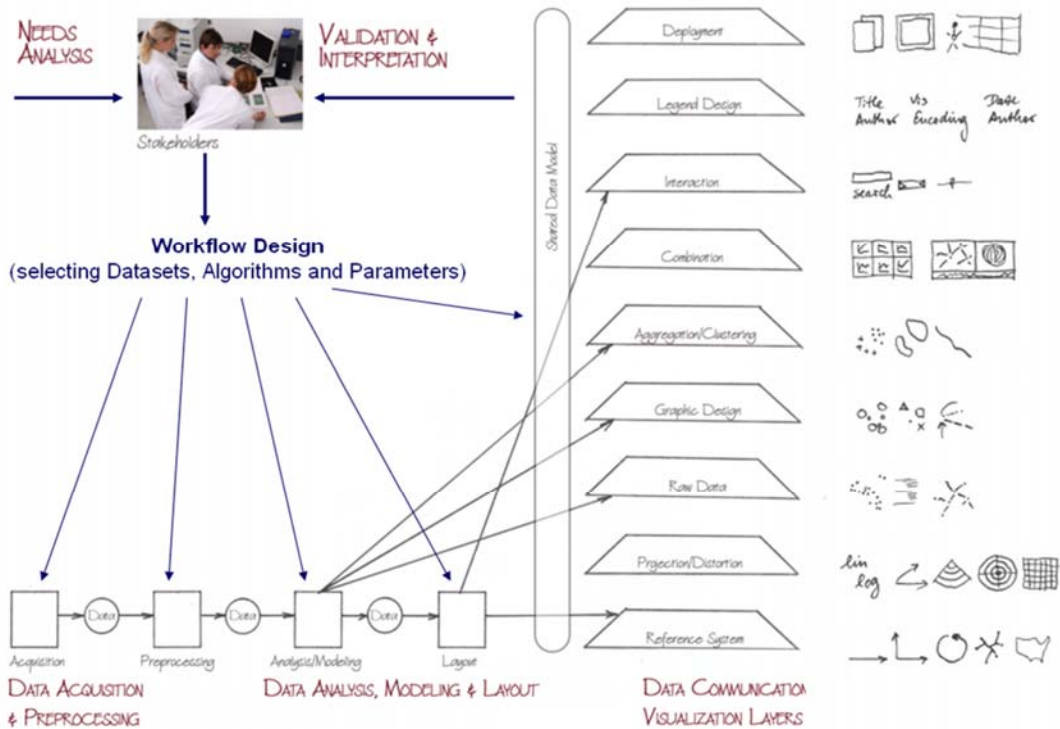 NEEDS
ANALYSIS
VALIDATION &
INTERPRETATION
Stakeholders
Workflow Design
(selecting Datasets, Algorithms and Parameters)
Shared Data Model
Deployment
Legend Design
Interaction
Combination
Aggregation/Clustering
Graphic Design
Raw Data
Projection/Distortion
Reference System
Title
Author
Vis
Encoding
Date
Author
search
lin
log
Data
Data
Data
Acquisition
Preprocessing
Analysis/Modeling
Layout
DATA ACQUISITION
& PREPROCESSING
DATA ANALYSIS, MODELING & LAYOUT
DATA COMMUNICATION
VISUALIZATION LAYERS